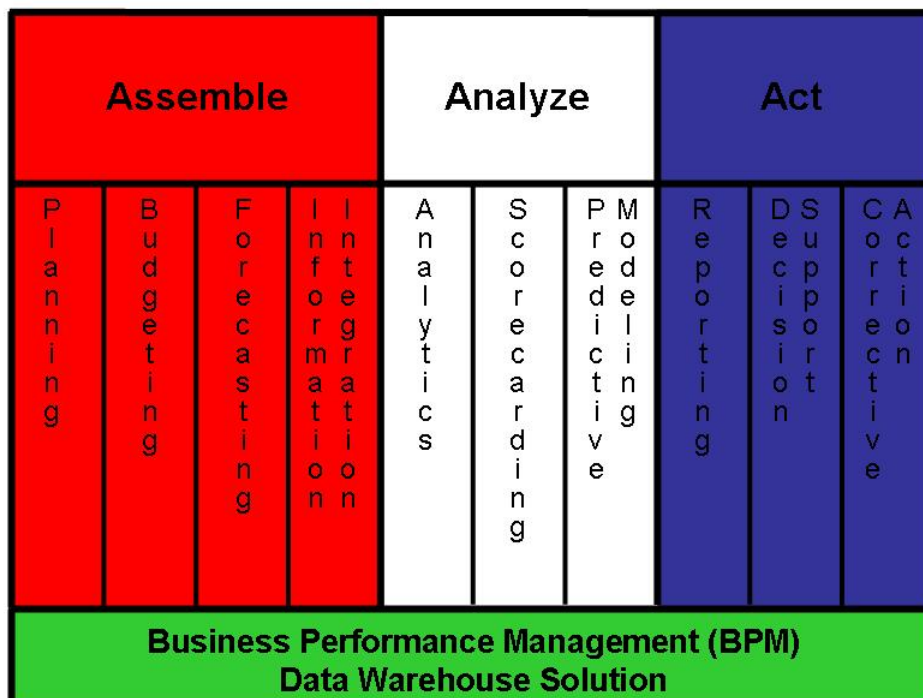 Assemble
Analyze
Act
Planning
Budgeting
Forecasting
Information
Integration
Analytics
Scorecarding
Predictive
Modeling
Reporting
Decision
Support
Corrective
Action
Business Performance Management (BPM)
Data Warehouse Solution